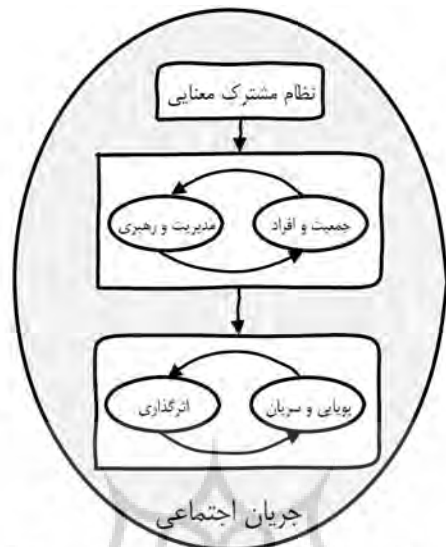 نظام مشترک معنایی
جمعیت و افراد
مدیریت و رهبری
پویایی و سریان
اثرگذاری
جریان اجتماعی